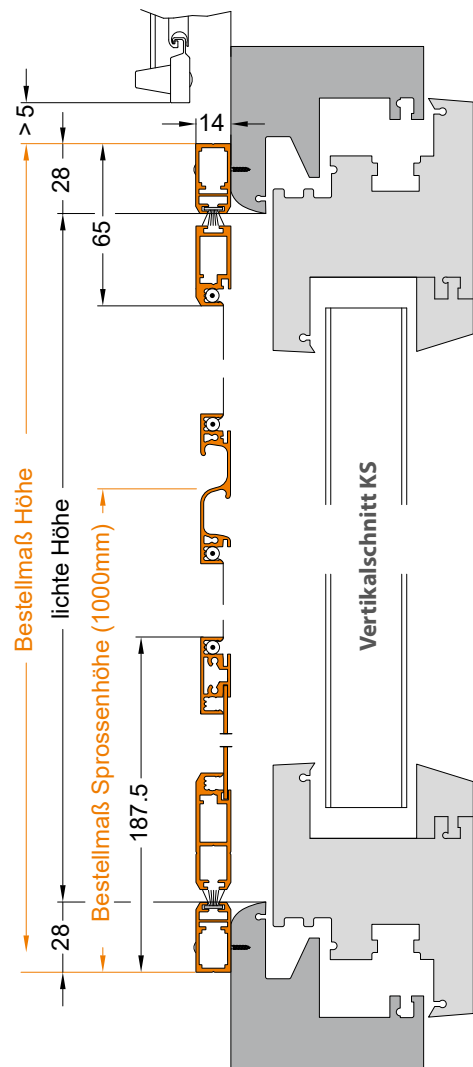 > 5
14
28
65
Bestellmaß Höhe
lichte Höhe
Bestellmaß Sprossenhöhe (1000mm)
Vertikalschnitt KS
187.5
28